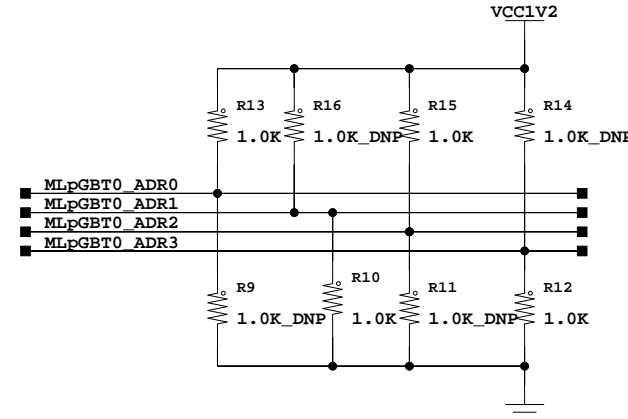 VCC1V2
R13 R16 R15 R14
1.0K 1.0K_DNP 1.0K 1.0K_DNP
MLpGBT0_ADR0
MLpGBT0_ADR1
MLpGBT0_ADR2
MLpGBT0_ADR3
R9 R10 R11 R12
1.0K_DNP 1.0K 1.0K_DNP 1.0K